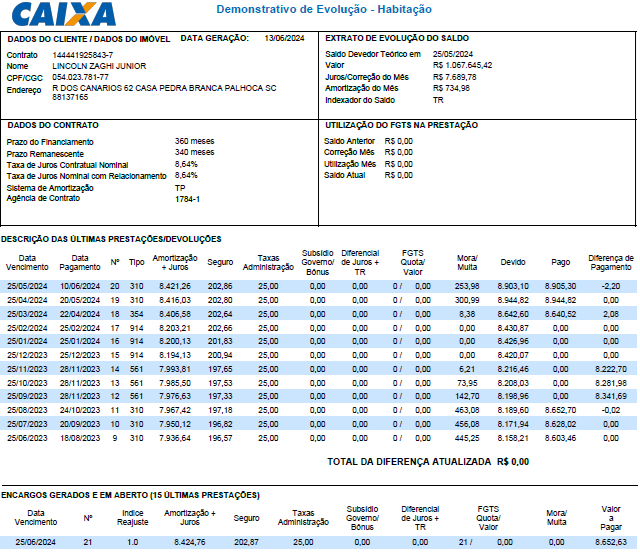 CAIXA
Demonstrativo de Evolução - Habitação
DADOS DO CLIENTE / DADOS DO IMÓVEL DATA GERAÇÃO: 13/06/2024
Contrato 144441925843-7
Nome LINCOLN ZAGHI JUNIOR
CPF/CGC 054.023.781-77
Endereço R DOS CANARIOS 62 CASA PEDRA BRANCA PALHOCA SC
88137165
EXTRATO DE EVOLUÇÃO DO SALDO
Saldo Devedor Teórico em 25/05/2024
Valor R$ 1.067.645,42
Juros/Correção do Mês R$ 7.689,78
Amortização do Mês R$ 734,98
Indexador do Saldo TR
DADOS DO CONTRATO
Prazo do Financiamento 360 meses
Prazo Remanescente 340 meses
Taxa de Juros Contratual Nominal 8,64%
Taxa de Juros Nominal com Relacionamento 8,64%
Sistema de Amortização TP
Agência de Contrato 1784-1
UTILIZAÇÃO DO FGTS NA PRESTAÇÃO
Saldo Anterior R$ 0,00
Correção Mês R$ 0,00
Utilização Mês R$ 0,00
Saldo Atual R$ 0,00
DESCRIÇÃO DAS ÚLTIMAS PRESTAÇÕES/DEVOLUÇÕES
Data Vencimento Data Pagamento Nº Tipo Amortização + Juros Seguro Taxas Administração Subsídio Governo/ Bônus Diferencial de Juros + TR FGTS Quota/ Valor Mora/ Multa Devido Pago Diferença de Pagamento
25/05/2024 10/06/2024 20 310 8.421,26 202,86 25,00 0,00 0,00 0 / 0,00 253,98 8.903,10 8.905,30 -2,20
25/04/2024 20/05/2024 19 310 8.416,03 202,80 25,00 0,00 0,00 0 / 0,00 300,99 8.944,82 8.944,82 0,00
25/03/2024 22/04/2024 18 354 8.406,58 202,64 25,00 0,00 0,00 0 / 0,00 8,38 8.642,60 8.640,52 2,08
25/02/2024 25/02/2024 17 914 8.203,21 202,66 25,00 0,00 0,00 0 / 0,00 0,00 8.430,87 0,00 0,00
25/01/2024 25/01/2024 16 914 8.200,13 201,83 25,00 0,00 0,00 0 / 0,00 0,00 8.426,96 0,00 0,00
25/12/2023 25/12/2023 15 914 8.194,13 200,94 25,00 0,00 0,00 0 / 0,00 0,00 8.420,07 0,00 0,00
25/11/2023 28/11/2023 14 561 7.993,81 197,65 25,00 0,00 0,00 0 / 0,00 6,21 8.216,46 0,00 8.222,70
25/10/2023 28/11/2023 13 561 7.985,50 197,53 25,00 0,00 0,00 0 / 0,00 73,95 8.208,03 0,00 8.281,98
25/09/2023 28/11/2023 12 561 7.976,63 197,33 25,00 0,00 0,00 0 / 0,00 142,70 8.198,96 0,00 8.341,69
25/08/2023 24/10/2023 11 310 7.967,42 197,18 25,00 0,00 0,00 0 / 0,00 463,08 8.189,60 8.652,70 -0,02
25/07/2023 20/09/2023 10 310 7.950,12 196,82 25,00 0,00 0,00 0 / 0,00 456,08 8.171,94 8.628,02 0,00
25/06/2023 18/08/2023 9 310 7.936,64 196,57 25,00 0,00 0,00 0 / 0,00 445,25 8.158,21 8.603,46 0,00
TOTAL DA DIFERENÇA ATUALIZADA R$ 0,00
ENCARGOS GERADOS E EM ABERTO (15 ÚLTIMAS PRESTAÇÕES)
Data Vencimento Nº Indice Reajuste Amortização + Juros Seguro Taxas Administração Subsídio Governo/ Bônus Diferencial de Juros + TR FGTS Quota/ Valor Mora/ Multa Valor a Pagar
25/06/2024 21 1.0 8.424,76 202,87 25,00 0,00 0,00 21 / 0,00 0,00 8.652,63